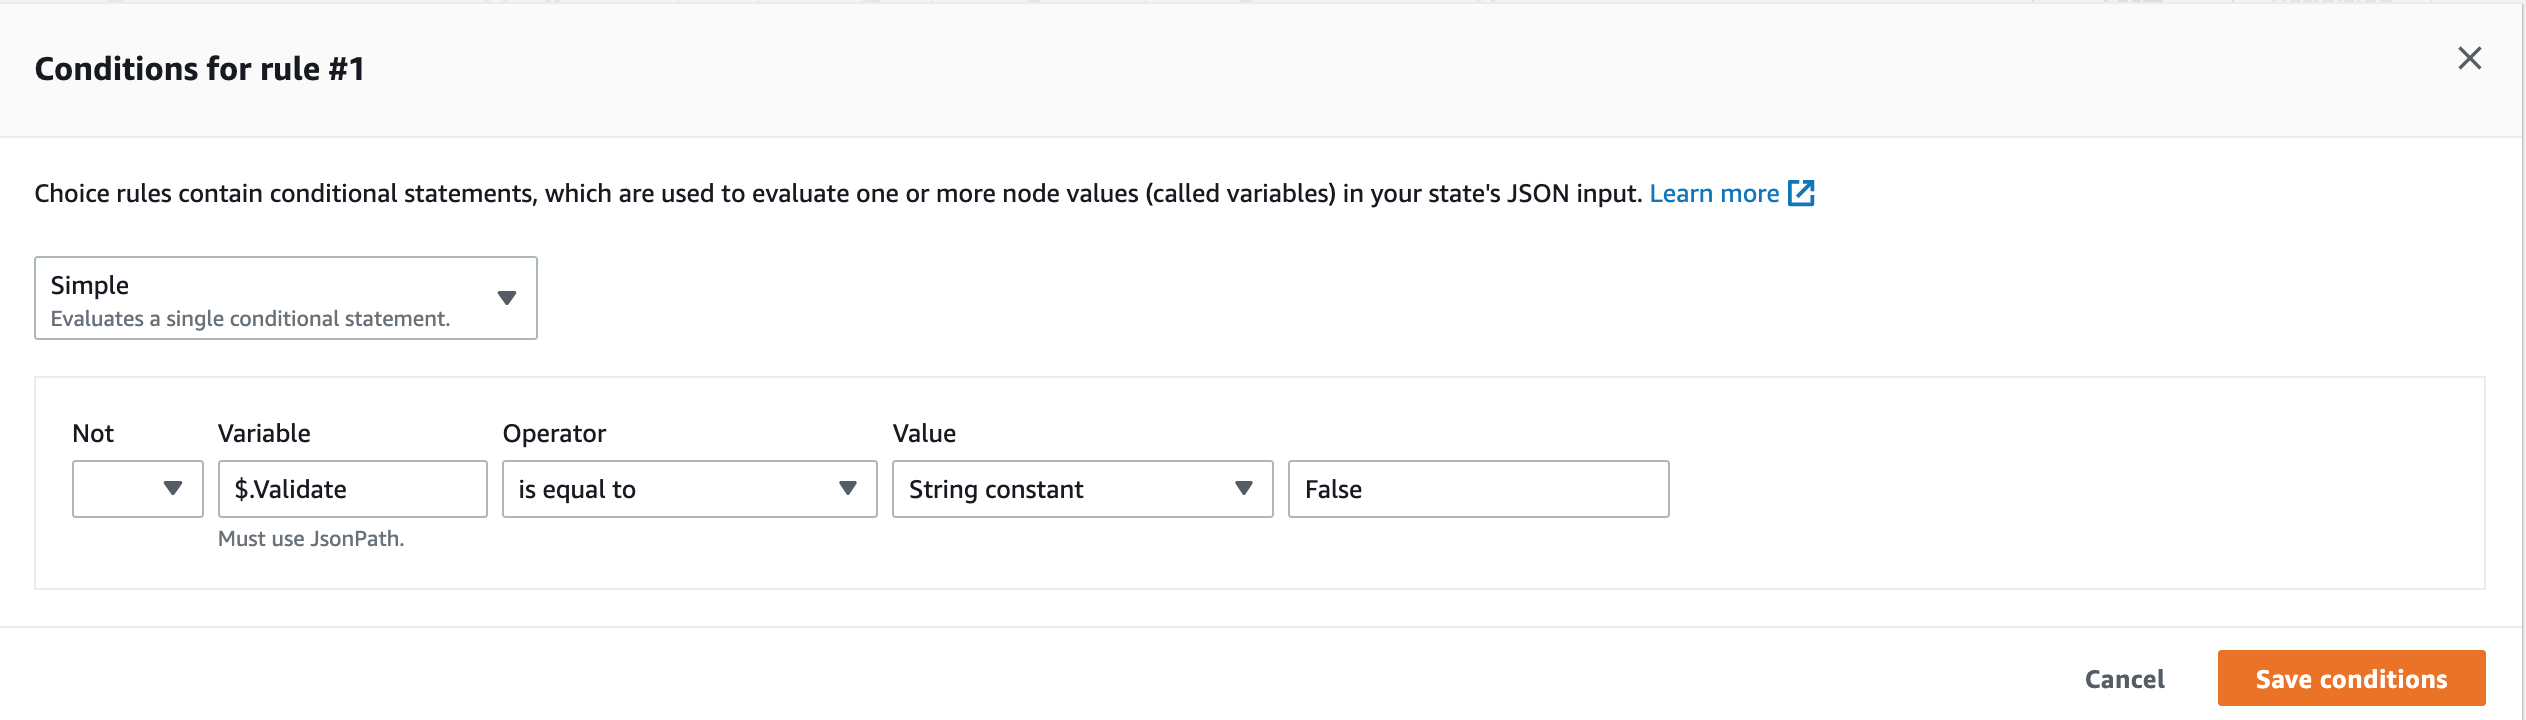 Conditions for rule #1
Choice rules contain conditional statements, which are used to evaluate one or more node values (called variables) in your state's JSON input. Learn more
Simple
Evaluates a single conditional statement.
Not Variable Operator Value
$.Validate is equal to String constant False
Must use JsonPath.
Cancel Save conditions